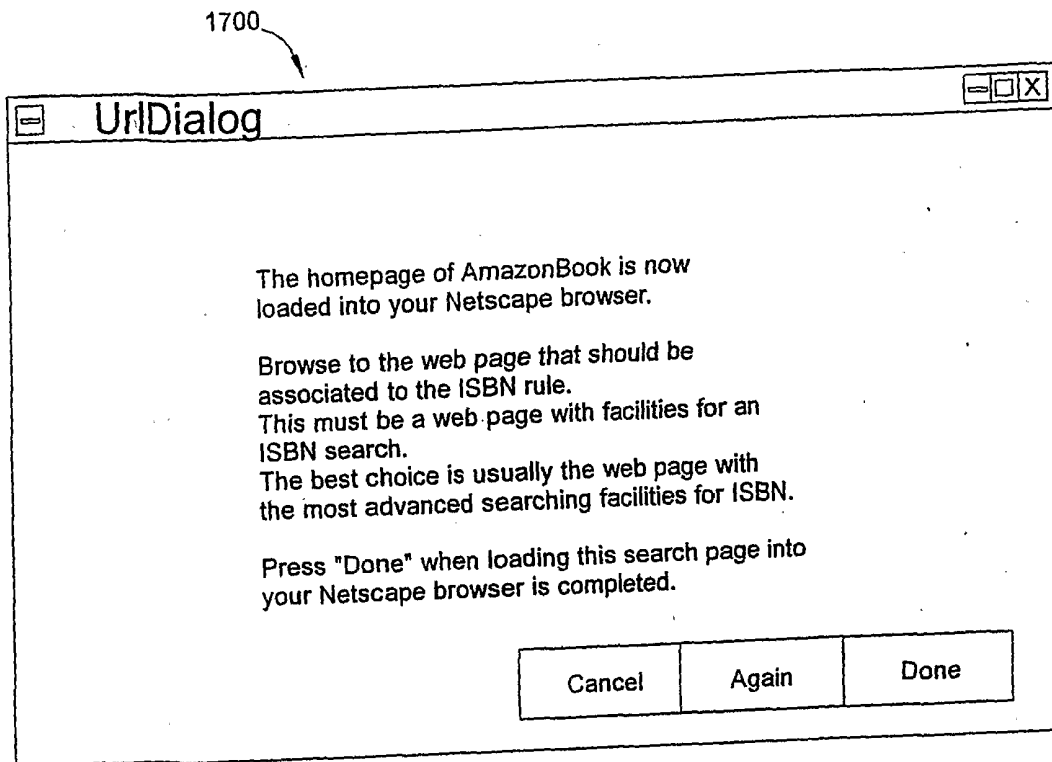 1700
UrlDialog
The homepage of AmazonBook is now
loaded into your Netscape browser.
Browse to the web page that should be
associated to the ISBN rule.
This must be a web page with facilities for an
ISBN search.
The best choice is usually the web page with
the most advanced searching facilities for ISBN.
Press "Done" when loading this search page into
your Netscape browser is completed.
Cancel Again Done